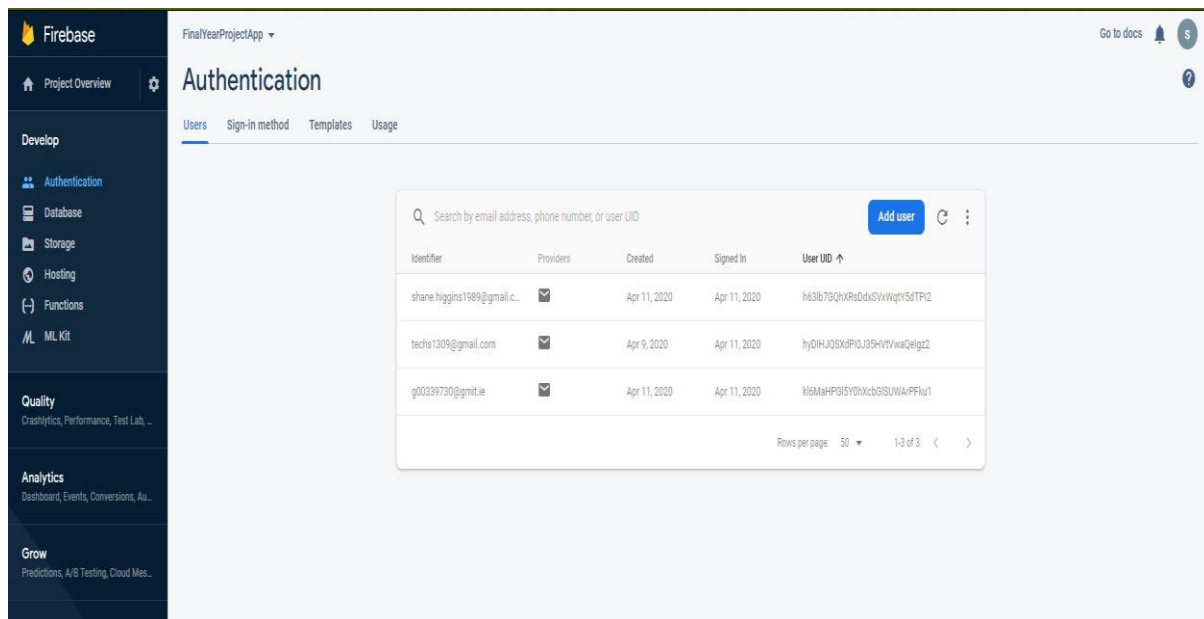 Firebase
FinalYearProjectApp
Go to docs
S
Project Overview
Authentication
Users Sign-in method Templates Usage
Develop
Authentication
Database
Storage
Hosting
Functions
ML Kit
Quality
Crashlytics, Performance, Test Lab, ...
Analytics
Dashboard, Events, Conversions, Au...
Grow
Predictions, A/B Testing, Cloud Mes...
Search by email address, phone number, or user UID
Add user
Identifier Providers Created Signed In User UID
shane.higgins1989@gmail.c... Apr 11, 2020 Apr 11, 2020
techs1309@gmail.com Apr 9, 2020 Apr 11, 2020
g00339730@gmit.ie Apr 11, 2020 Apr 11, 2020
Rows per page: 50 1-3 of 3